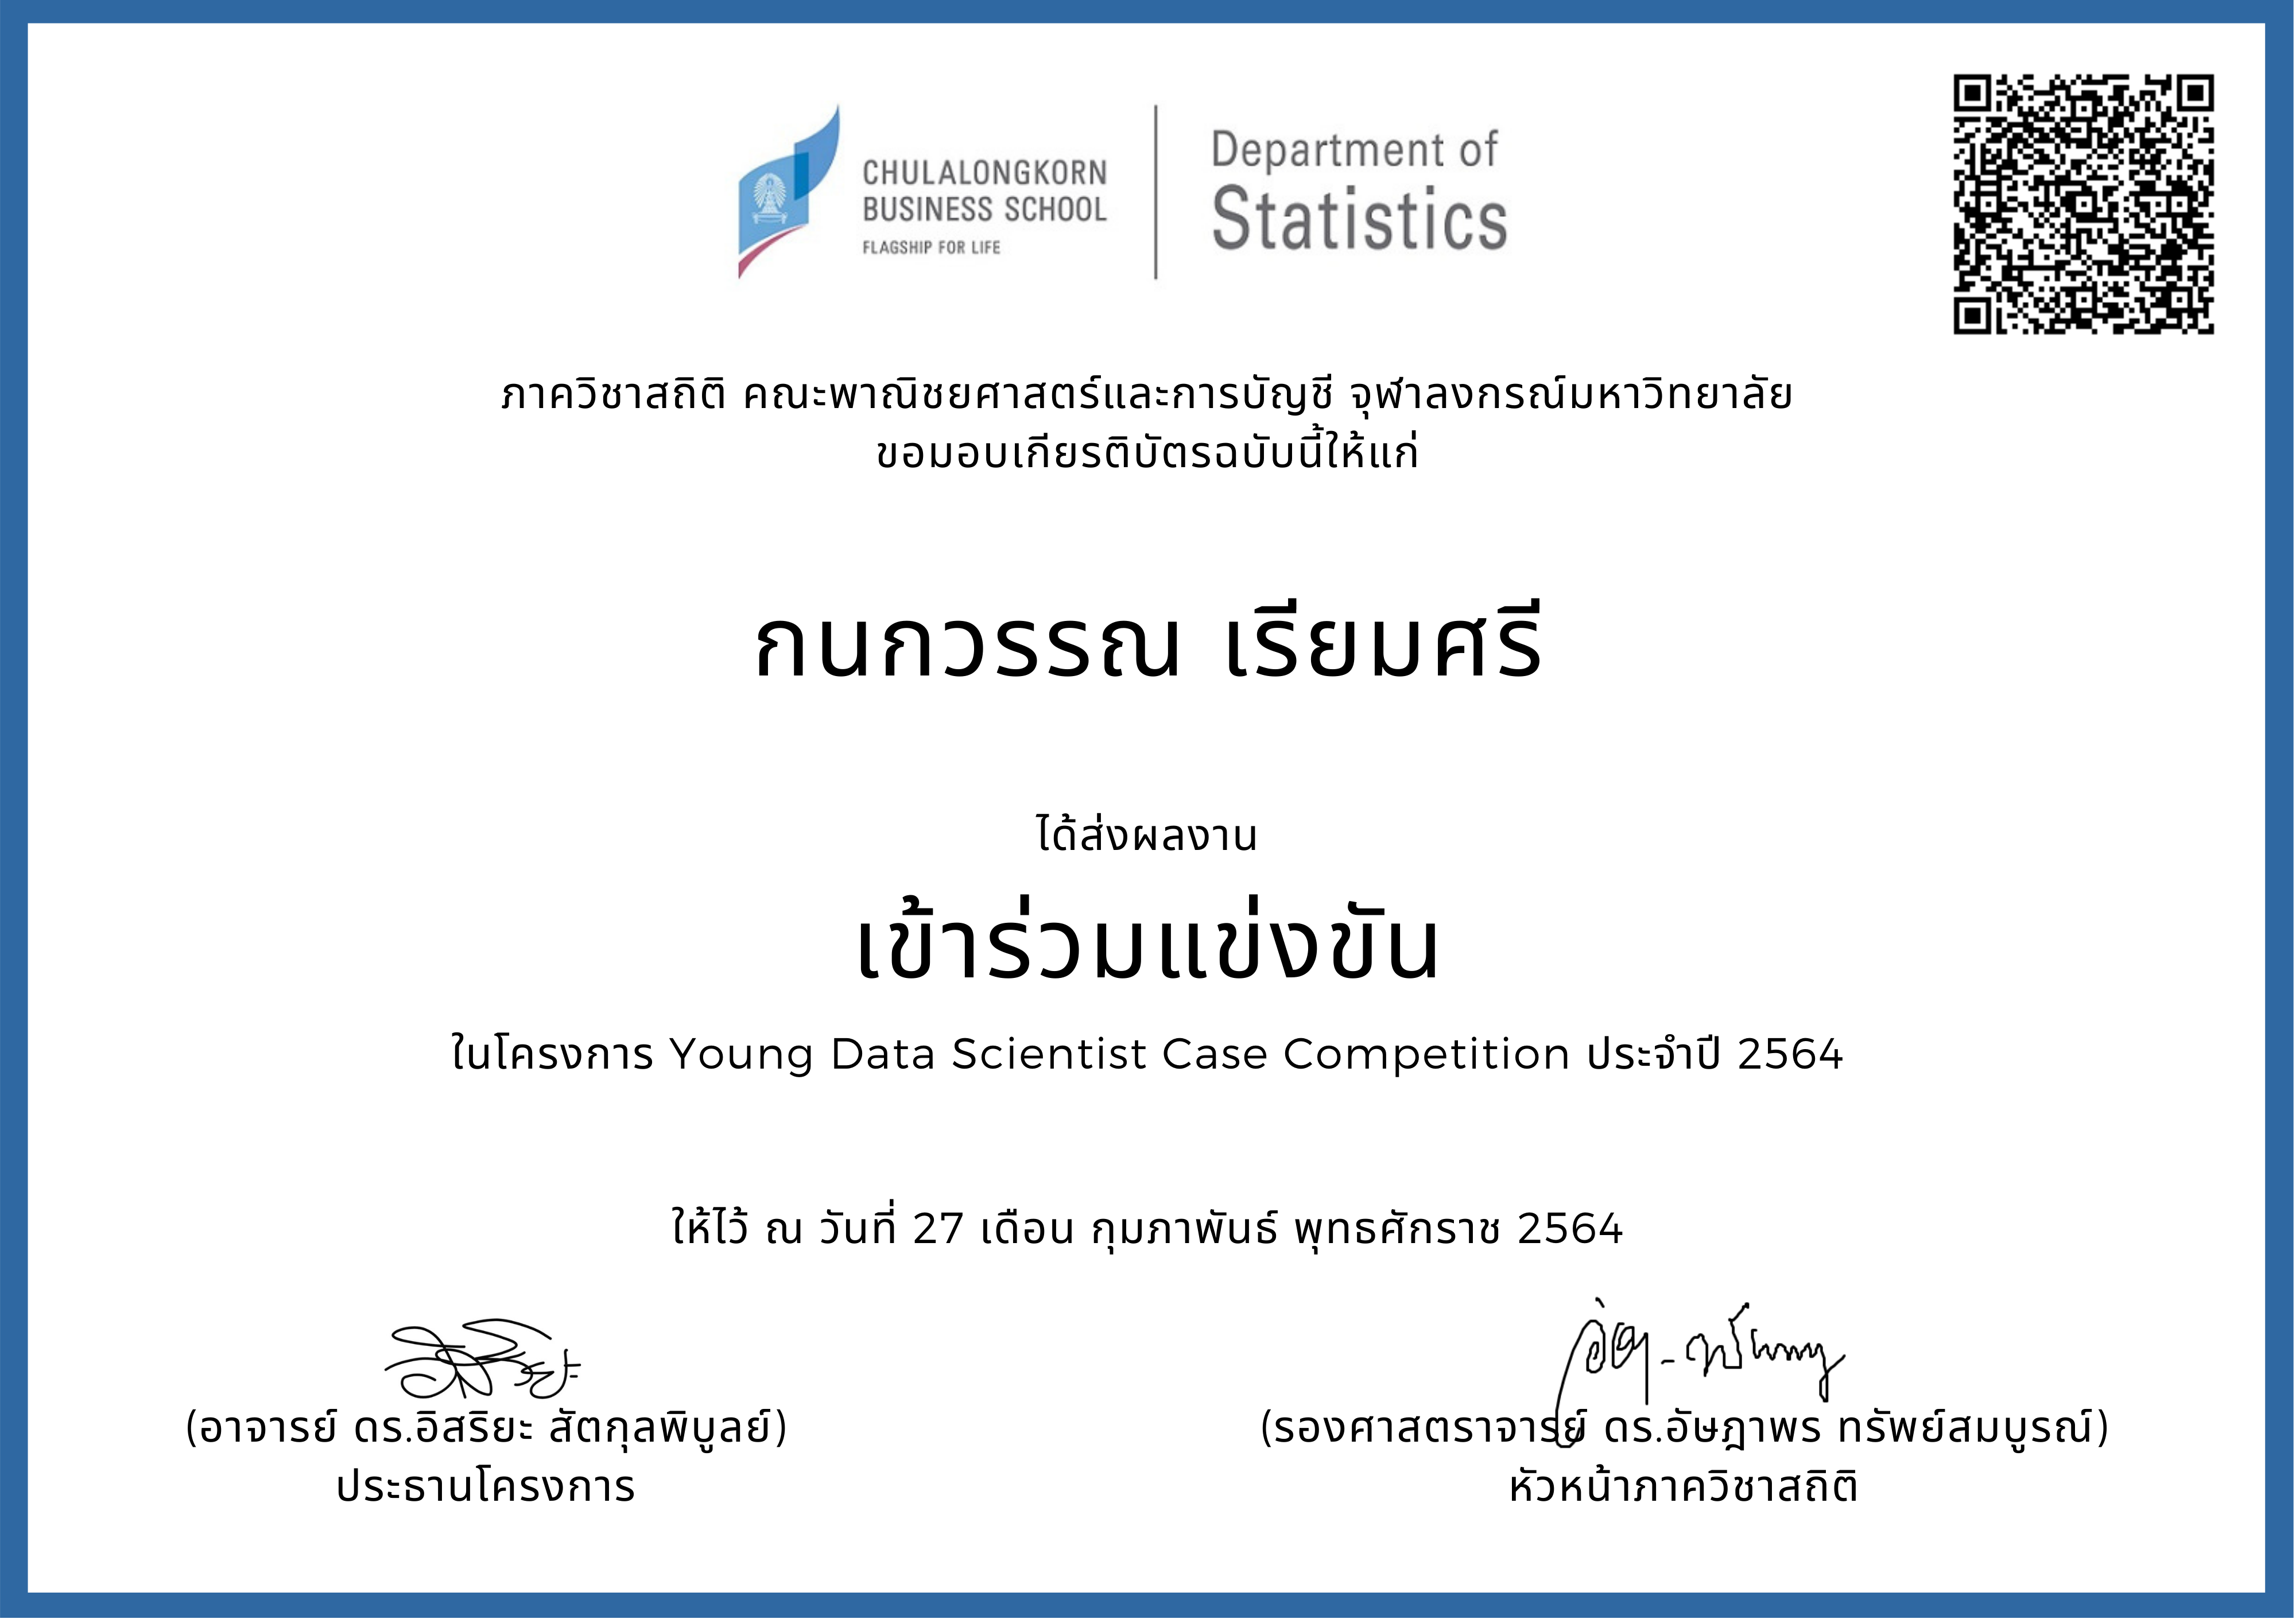 CHULALONGKORN
BUSINESS SCHOOL
FLAGSHIP FOR LIFE
Department of
Statistics
ภาควิชาสถิติ คณะพาณิชยศาสตร์และการบัญชี จุฬาลงกรณ์มหาวิทยาลัย
ขอมอบเกียรติบัตรฉบับนี้ให้แก่
กนกวรรณ เรียมศรี
ได้ส่งผลงาน
เข้าร่วมแข่งขัน
ในโครงการ Young Data Scientist Case Competition ประจำปี 2564
ให้ไว้ ณ วันที่ 27 เดือน กุมภาพันธ์ พุทธศักราช 2564
(อาจารย์ ดร.อิสริยะ สัตกุลพิบูลย์)
ประธานโครงการ
(รองศาสตราจารย์ ดร.อัษฎาพร ทรัพย์สมบูรณ์)
หัวหน้าภาควิชาสถิติ